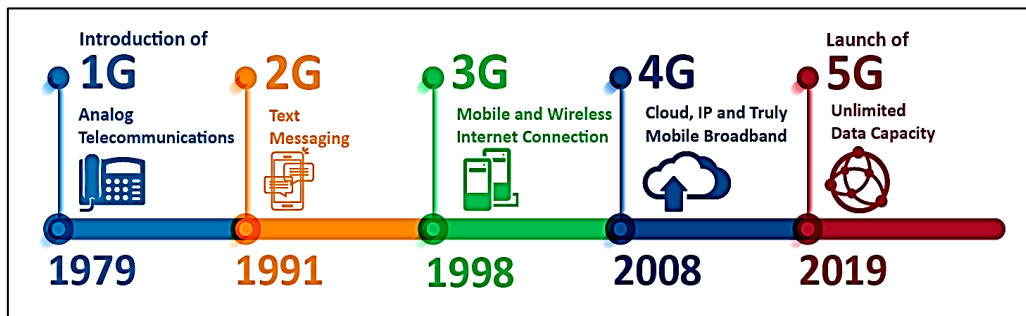 Introduction of
1G
Analog
Telecommunications
1979
2G
Text
Messaging
1991
3G
Mobile and Wireless
Internet Connection
1998
4G
Cloud, IP and Truly
Mobile Broadband
2008
Launch of
5G
Unlimited
Data Capacity
2019